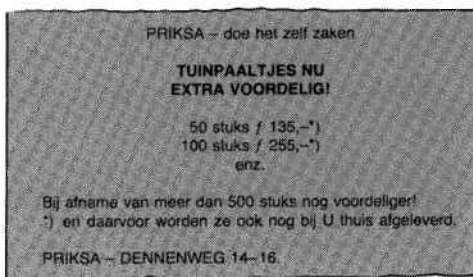 PRIKSA – doe het zelf zaken
TUINPAALTJES NU
EXTRA VOORDELIG!
50 stuks ƒ 135,–*)
100 stuks ƒ 255,–*)
enz.
Bij afname van meer dan 500 stuks nog voordeliger!
*) en daarvoor worden ze ook nog bij U thuis afgeleverd.
PRIKSA – DENNENWEG 14–16.